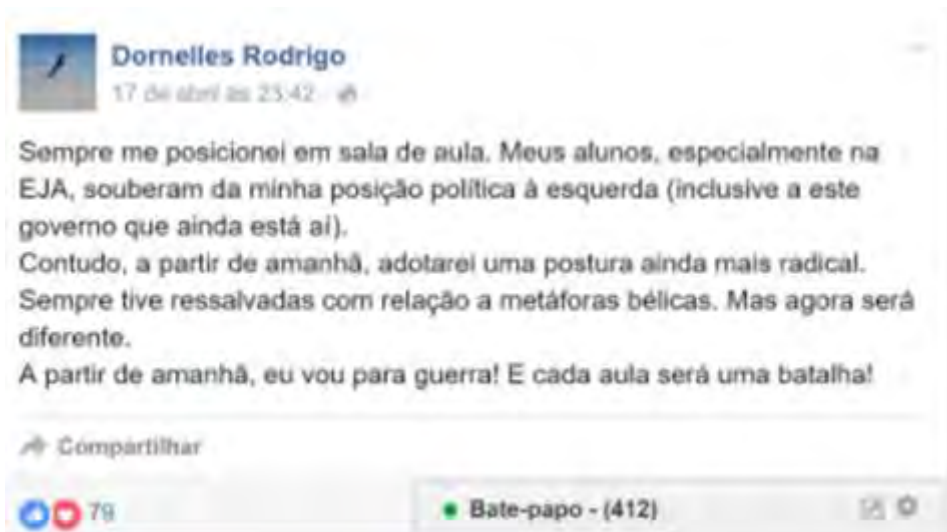 Dornelles Rodrigo
17 de abril às 23:42
Sempre me posicionei em sala de aula. Meus alunos, especialmente na
EJA, souberam da minha posição política à esquerda (inclusive a este
governo que ainda está aí).
Contudo, a partir de amanhã, adotarei uma postura ainda mais radical.
Sempre tive ressalvadas com relação a metáforas bélicas. Mas agora será
diferente.
A partir de amanhã, eu vou para guerra! E cada aula será uma batalha!
Compartilhar
79
Bate-papo - (412)